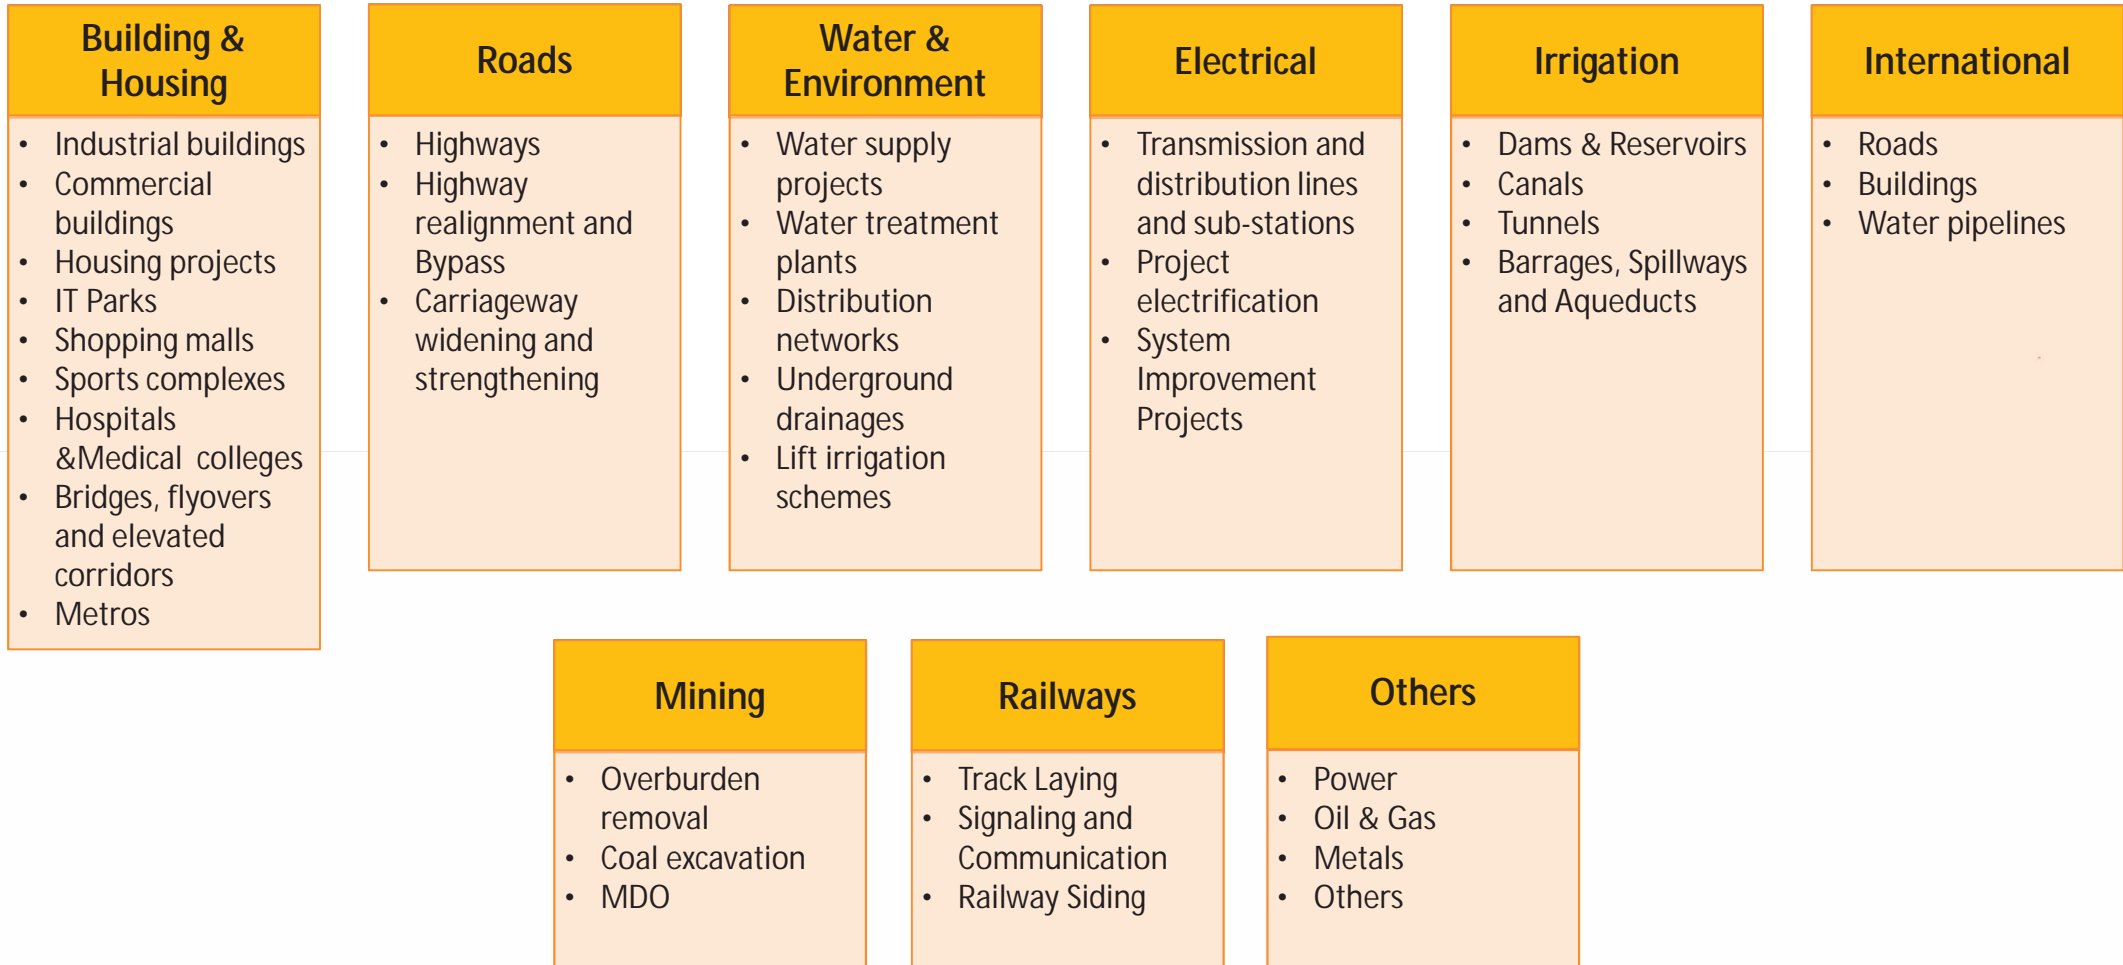 Building &
Housing
• Industrial buildings
• Commercial
buildings
• Housing projects
• IT Parks
• Shopping malls
• Sports complexes
• Hospitals
&Medical  colleges
• Bridges, flyovers
and elevated
corridors
• Metros
Roads
• Highways
• Highway
realignment and
Bypass
• Carriageway
widening and
strengthening
Water &
Environment
• Water supply
projects
• Water treatment
plants
• Distribution
networks
• Underground
drainages
• Lift irrigation
schemes
Electrical
• Transmission and
distribution lines
and sub-stations
• Project
electrification
• System
Improvement
Projects
Irrigation
• Dams & Reservoirs
• Canals
• Tunnels
• Barrages, Spillways
and Aqueducts
International
• Roads
• Buildings
• Water pipelines
Mining
• Overburden
removal
• Coal excavation
• MDO
Railways
• Track Laying
• Signaling and
Communication
• Railway Siding
Others
• Power
• Oil & Gas
• Metals
• Others